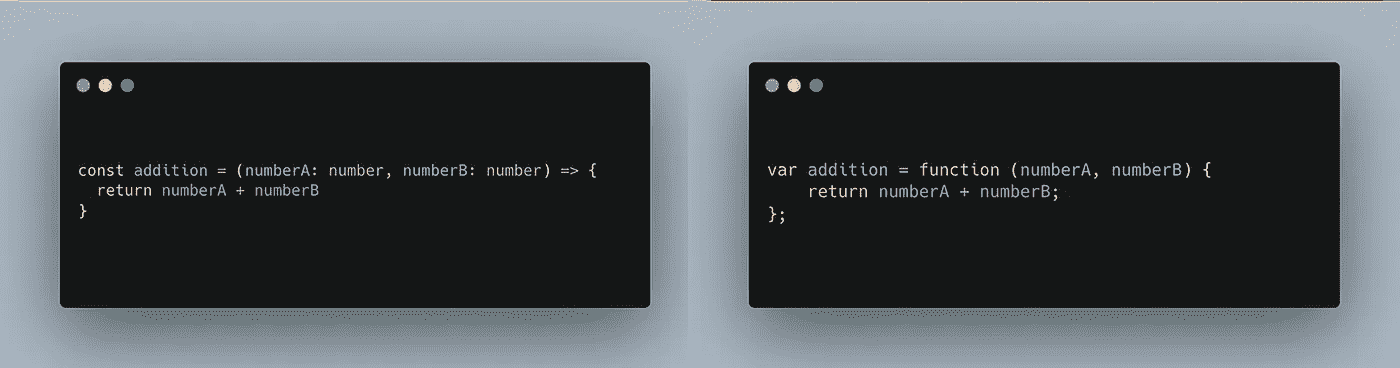 const addition = (numberA: number, numberB: number) => {
  return numberA + numberB
}
var addition = function (numberA, numberB) {
    return numberA + numberB;
};